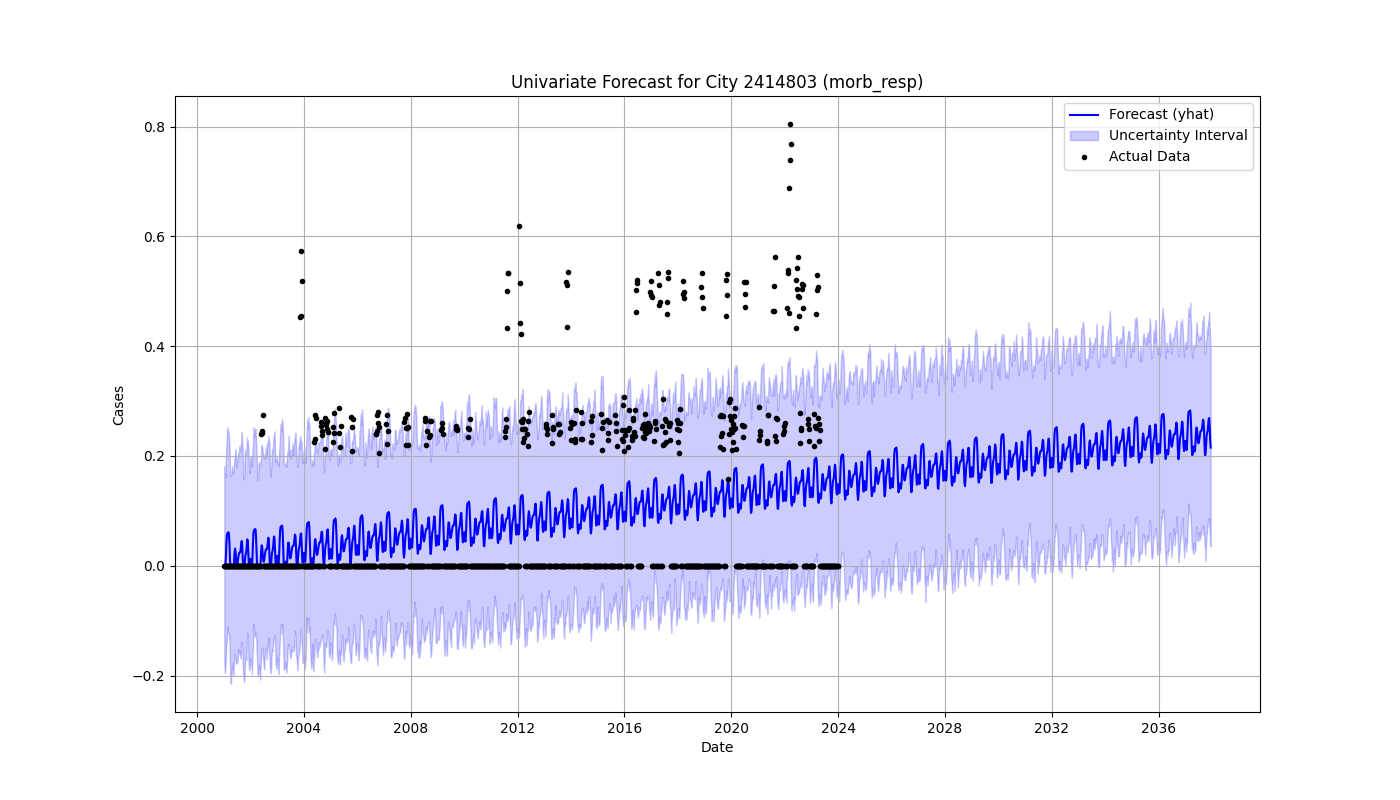 Univariate Forecast for City 2414803 (morb_resp)
Forecast (yhat)
Uncertainty Interval
Actual Data
Cases
0.8
0.6
0.4
0.2
0.0
−0.2
2000 2004 2008 2012 2016 2020 2024 2028 2032 2036
Date